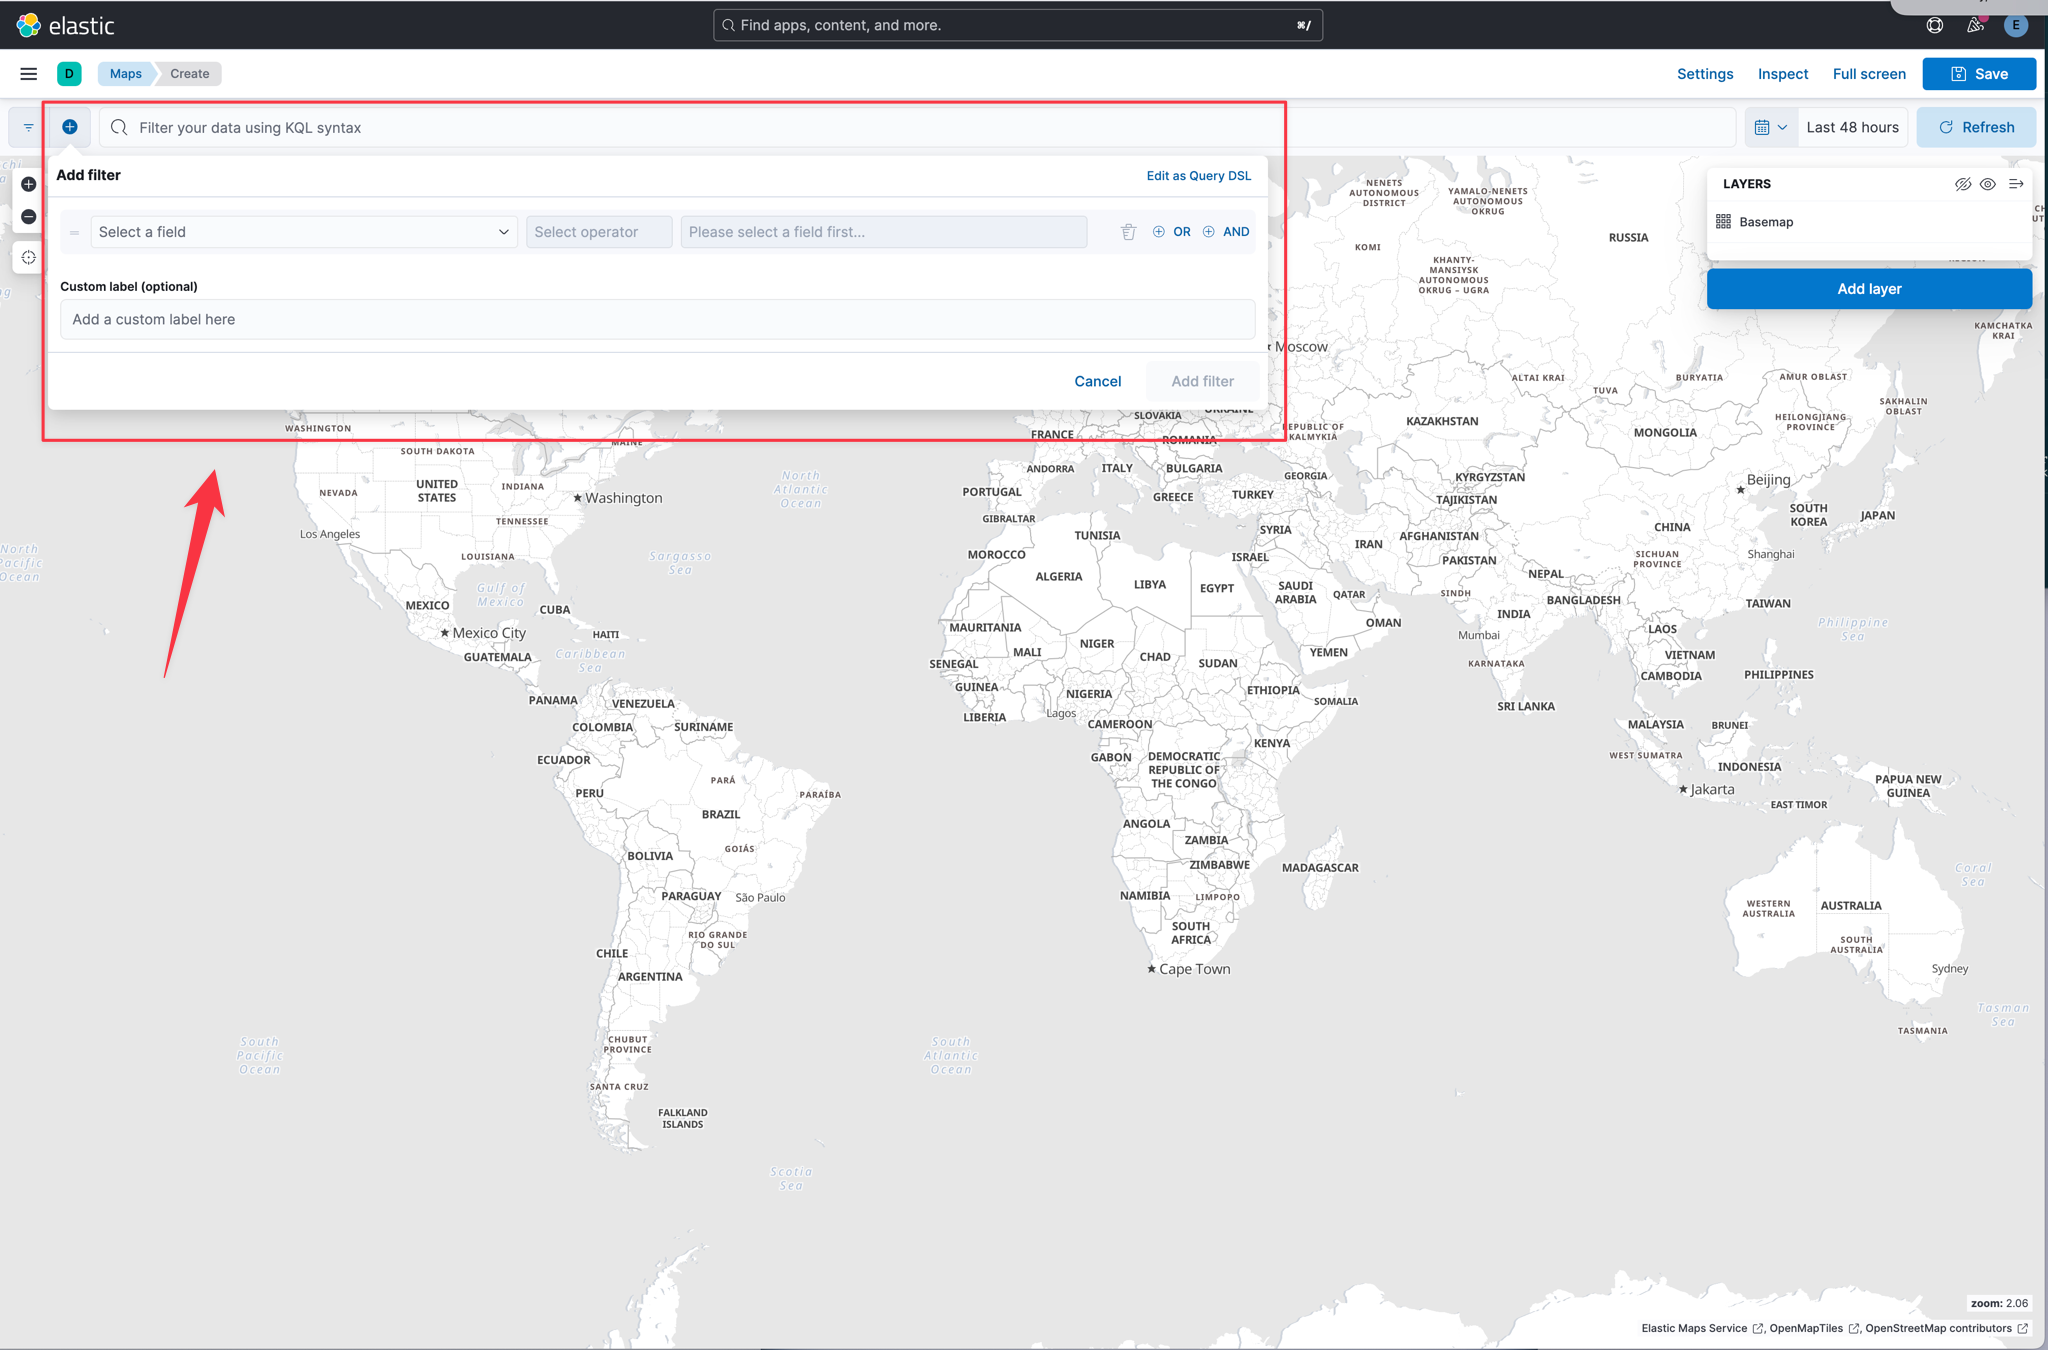 elastic
Find apps, content, and more.
⌘/
E
D
Maps
Create
Settings
Inspect
Full screen
Save
Filter your data using KQL syntax
Last 48 hours
Refresh
Add filter
Edit as Query DSL
Select a field
Select operator
Please select a field first...
OR
AND
Custom label (optional)
Add a custom label here
Cancel
Add filter
LAYERS
Basemap
Add layer
NENETS
AUTONOMOUS
DISTRICT
YAMALO-NENETS
AUTONOMOUS
OKRUG
RUSSIA
KOMI
KHANTY-
MANSIYSK
AUTONOMOUS
OKRUG – UGRA
KAMCHATKA
KRAI
Moscow
ALTAI KRAI
TUVA
BURYATIA
AMUR OBLAST
SAKHALIN
OBLAST
HEILONGJIANG
PROVINCE
KAZAKHSTAN
MONGOLIA
REPUBLIC OF
KALMYKIA
SLOVAKIA
UKRAINE
FRANCE
ROMANIA
WASHINGTON
MAINE
SOUTH DAKOTA
UNITED
STATES
INDIANA
NEVADA
Washington
TENNESSEE
Los Angeles
LOUISIANA
North
Atlantic
Ocean
Sargasso
Sea
Gulf of
Mexico
North
Pacific
Ocean
MEXICO
CUBA
Mexico City
HAITI
GUATEMALA
Caribbean
Sea
PANAMA
VENEZUELA
COLOMBIA
SURINAME
ECUADOR
PERU
PARÁ
PARAÍBA
BRAZIL
GOIÁS
BOLIVIA
PARAGUAY
São Paulo
RIO GRANDE
DO SUL
CHILE
ARGENTINA
CHUBUT
PROVINCE
SANTA CRUZ
FALKLAND
ISLANDS
South
Pacific
Ocean
South
Atlantic
Ocean
Scotia
Sea
ANDORRA
ITALY
BULGARIA
GEORGIA
PORTUGAL
GREECE
TURKEY
GIBRALTAR
TUNISIA
SYRIA
MOROCCO
ISRAEL
IRAN
AFGHANISTAN
KYRGYZSTAN
TAJIKISTAN
PAKISTAN
ALGERIA
LIBYA
EGYPT
SAUDI
ARABIA
QATAR
OMAN
SINDH
NEPAL
BANGLADESH
INDIA
Mumbai
KARNATAKA
SRI LANKA
MAURITANIA
MALI
NIGER
CHAD
SUDAN
YEMEN
SENEGAL
GUINEA
NIGERIA
ETHIOPIA
SOMALIA
LIBERIA
Lagos
CAMEROON
KENYA
GABON
DEMOCRATIC
REPUBLIC OF
THE CONGO
ANGOLA
ZAMBIA
ZIMBABWE
MADAGASCAR
NAMIBIA
LIMPOPO
SOUTH
AFRICA
Cape Town
Beijing
SOUTH
KOREA
JAPAN
CHINA
SICHUAN
PROVINCE
Shanghai
TAIWAN
LAOS
VIETNAM
CAMBODIA
PHILIPPINES
Philippine
Sea
MALAYSIA
BRUNEI
WEST SUMATRA
INDONESIA
Jakarta
EAST TIMOR
PAPUA NEW
GUINEA
Coral
Sea
WESTERN
AUSTRALIA
AUSTRALIA
SOUTH
AUSTRALIA
Sydney
Tasman
Sea
TASMANIA
zoom: 2.06
Elastic Maps Service , OpenMapTiles , OpenStreetMap contributors